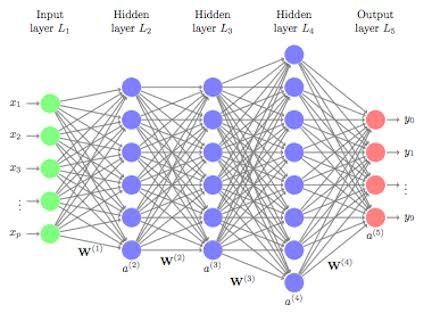 Input Hidden Hidden Hidden Output
layer L₁ layer L₂ layer L₃ layer L₄ layer L₅
x₁
x₂
x₃
⋮
xₚ
y₀
y₁
⋮
y₉
W⁽¹⁾
W⁽²⁾
W⁽³⁾
W⁽⁴⁾
a⁽²⁾
a⁽³⁾
a⁽⁴⁾
a⁽⁵⁾